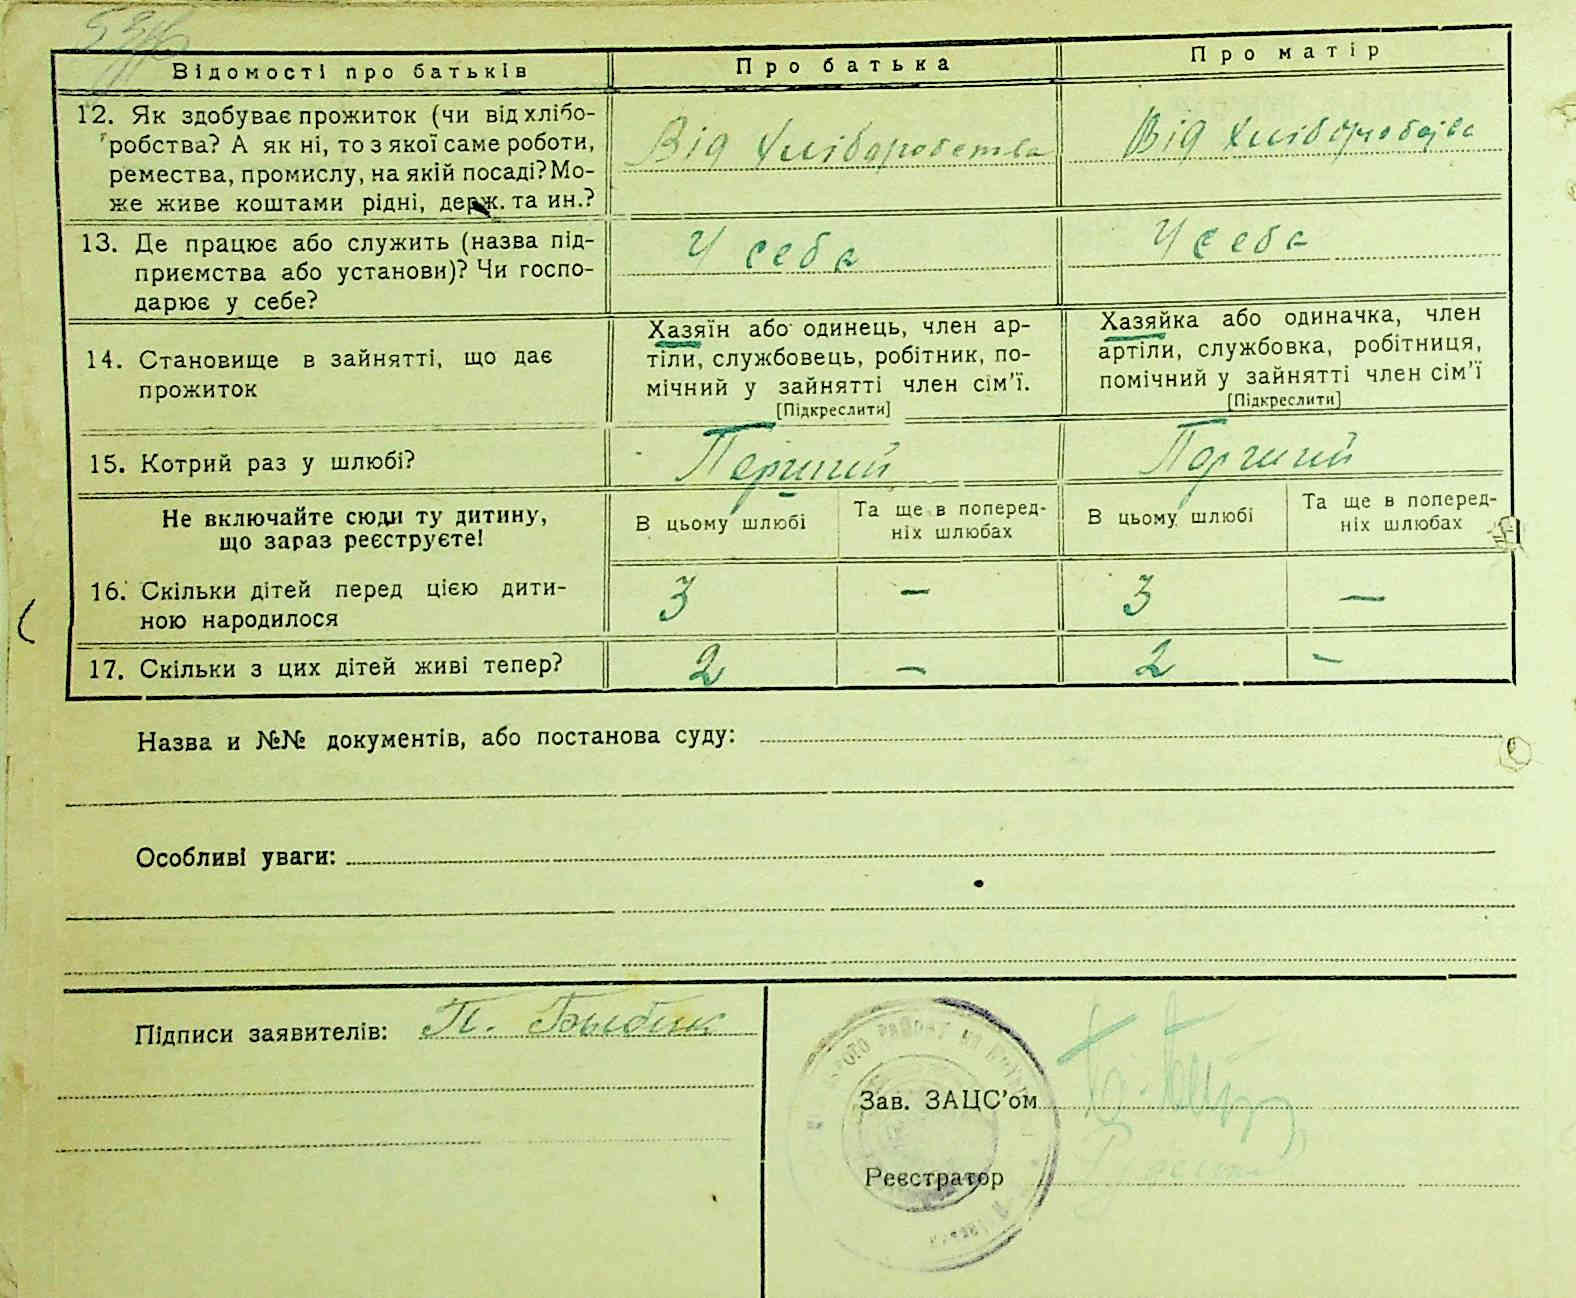 Відомості про батьків
Про батька
Про матір
12. Як здобуває прожиток (чи від хлібо-
робства? А як ні, то з якої саме роботи,
ремества, промислу, на якій посаді? Мо-
же живе коштами рідні, держ. та ин.?
Від хліборобства
Від хліборобства
13. Де працює або служить (назва під-
приємства або установи)? Чи госпо-
дарює у себе?
У себе
У себе
14. Становище в зайнятті, що дає
прожиток
Хазяїн або одинець, член ар-
тіли, службовець, робітник, по-
мічний у зайнятті член сім'ї.
[Підкреслити]
Хазяйка або одиначка, член
артіли, службовка, робітниця,
помічний у зайнятті член сім'ї
[Підкреслити]
15. Котрий раз у шлюбі?
Перший
Перший
Не включайте сюди ту дитину,
що зараз реєструєте!
В цьому шлюбі
Та ще в поперед-
ніх шлюбах
В цьому шлюбі
Та ще в поперед-
ніх шлюбах
16. Скільки дітей перед цією дити-
ною народилося
3 — 3 —
17. Скільки з цих дітей живі тепер?
2 — 2 -
Назва и №№ документів, або постанова суду:
Особливі уваги:
Підписи заявителів: П. Бьибик
Зав. ЗАЦС'ом
Реєстратор